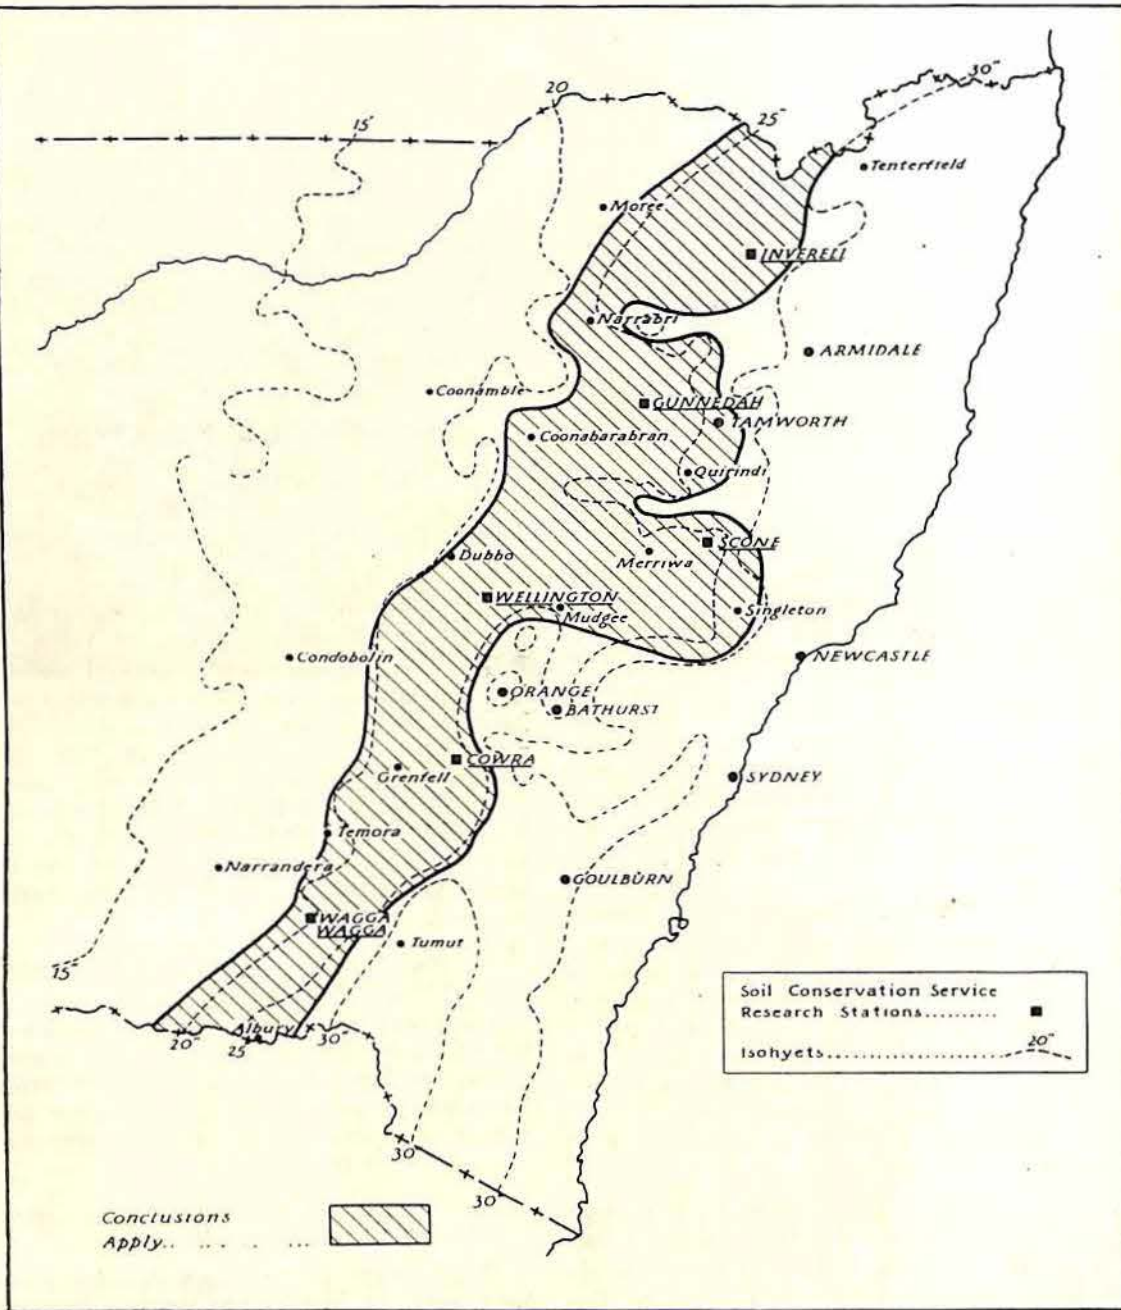 30"
20
15'
25"
Tenterfield
Moree
INVERELL
Narrabri
ARMIDALE
Coonamble
GUNNEDAH
TAMWORTH
Coonabarabran
Quirindi
SCONE
Dubbo
Merriwa
WELLINGTON
Mudgee
Singleton
Condobolin
NEWCASTLE
ORANGE
BATHURST
COWRA
Grenfell
SYDNEY
Temora
Narrandera
GOULBURN
WAGGA
WAGGA
Tumut
15"
Soil Conservation Service
Research Stations..........
Albury
20"
25
30"
20"
Isohyets.......................
30
30"
Conclusions
Apply.. .. .. . ...